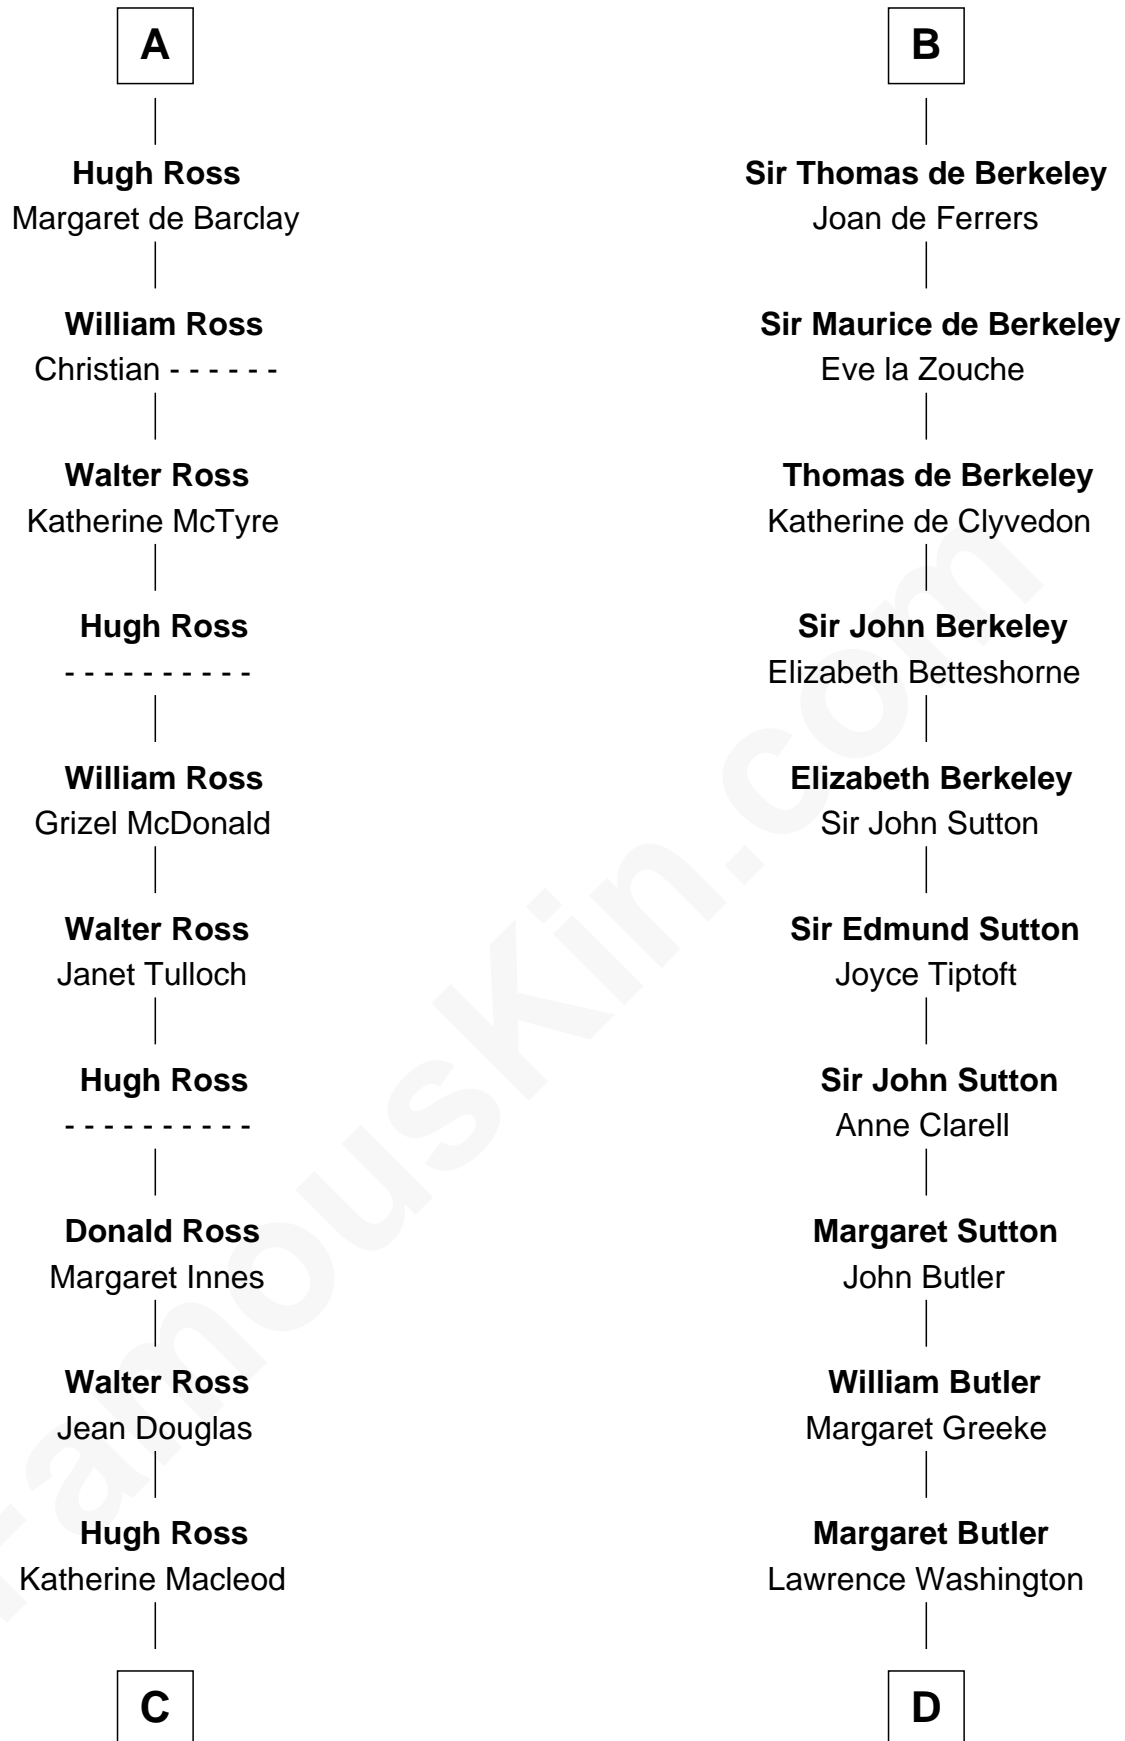 A
Hugh Ross
Margaret de Barclay
William Ross
Christian - - - - - -
Walter Ross
Katherine McTyre
Hugh Ross
- - - - - - - - - -
William Ross
Grizel McDonald
Walter Ross
Janet Tulloch
Hugh Ross
- - - - - - - - - -
Donald Ross
Margaret Innes
Walter Ross
Jean Douglas
Hugh Ross
Katherine Macleod
C
B
Sir Thomas de Berkeley
Joan de Ferrers
Sir Maurice de Berkeley
Eve la Zouche
Thomas de Berkeley
Katherine de Clyvedon
Sir John Berkeley
Elizabeth Betteshorne
Elizabeth Berkeley
Sir John Sutton
Sir Edmund Sutton
Joyce Tiptoft
Sir John Sutton
Anne Clarell
Margaret Sutton
John Butler
William Butler
Margaret Greeke
Margaret Butler
Lawrence Washington
D
FamousKin.com